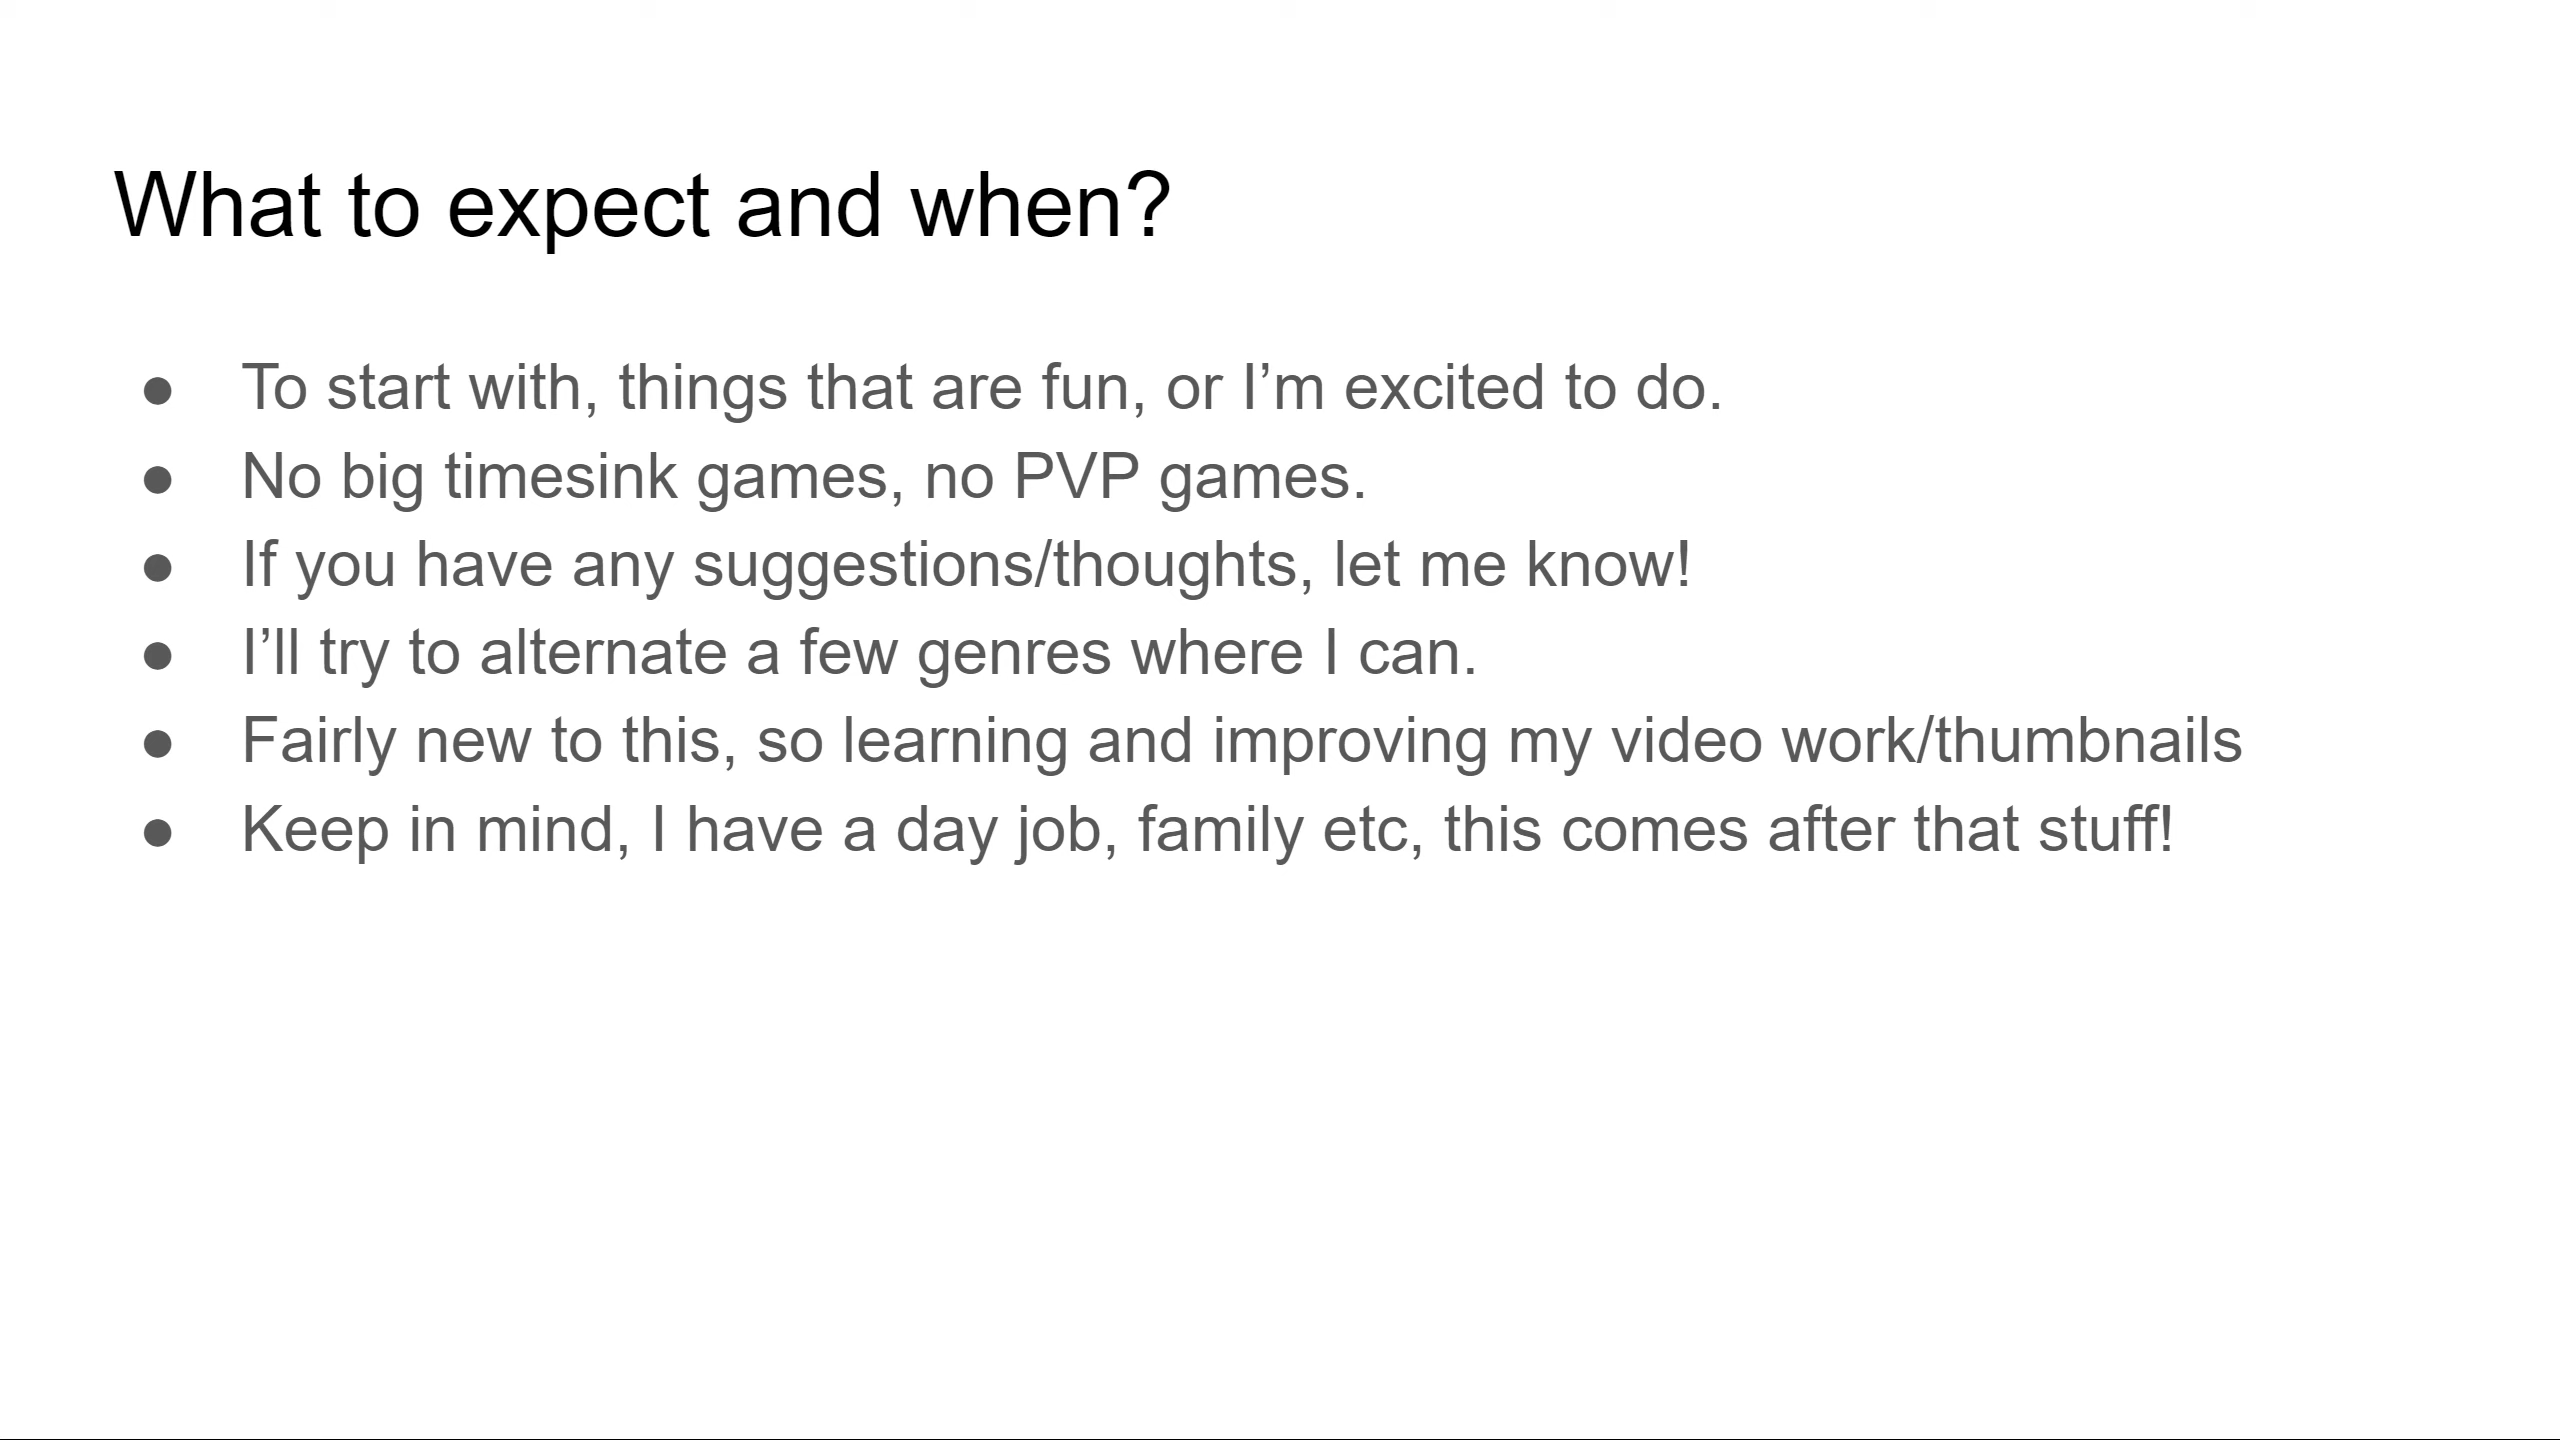 What to expect and when?
● To start with, things that are fun, or I’m excited to do.
● No big timesink games, no PVP games.
● If you have any suggestions/thoughts, let me know!
● I’ll try to alternate a few genres where I can.
● Fairly new to this, so learning and improving my video work/thumbnails
● Keep in mind, I have a day job, family etc, this comes after that stuff!